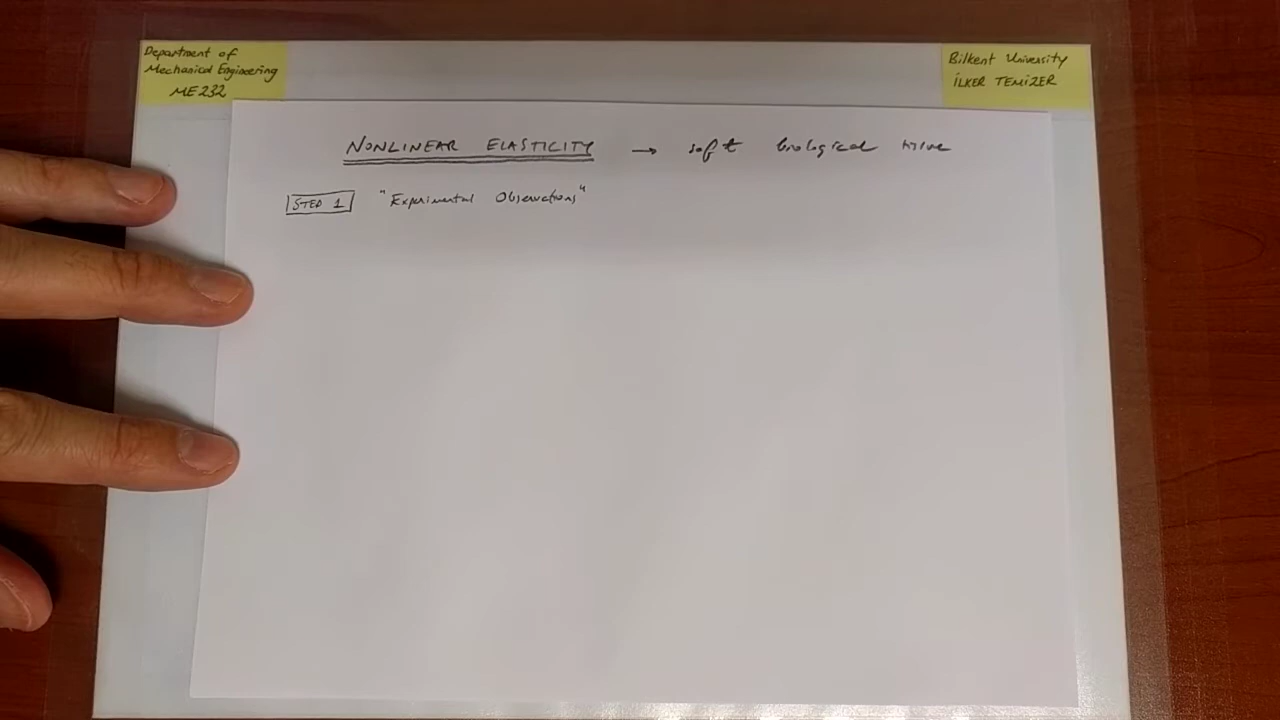 Department of
Mechanical Engineering
ME232
Bilkent University
İLKER TEMİZER
NONLINEAR ELASTICITY → soft biological tissue
STEP 1 "Experimental Observations"